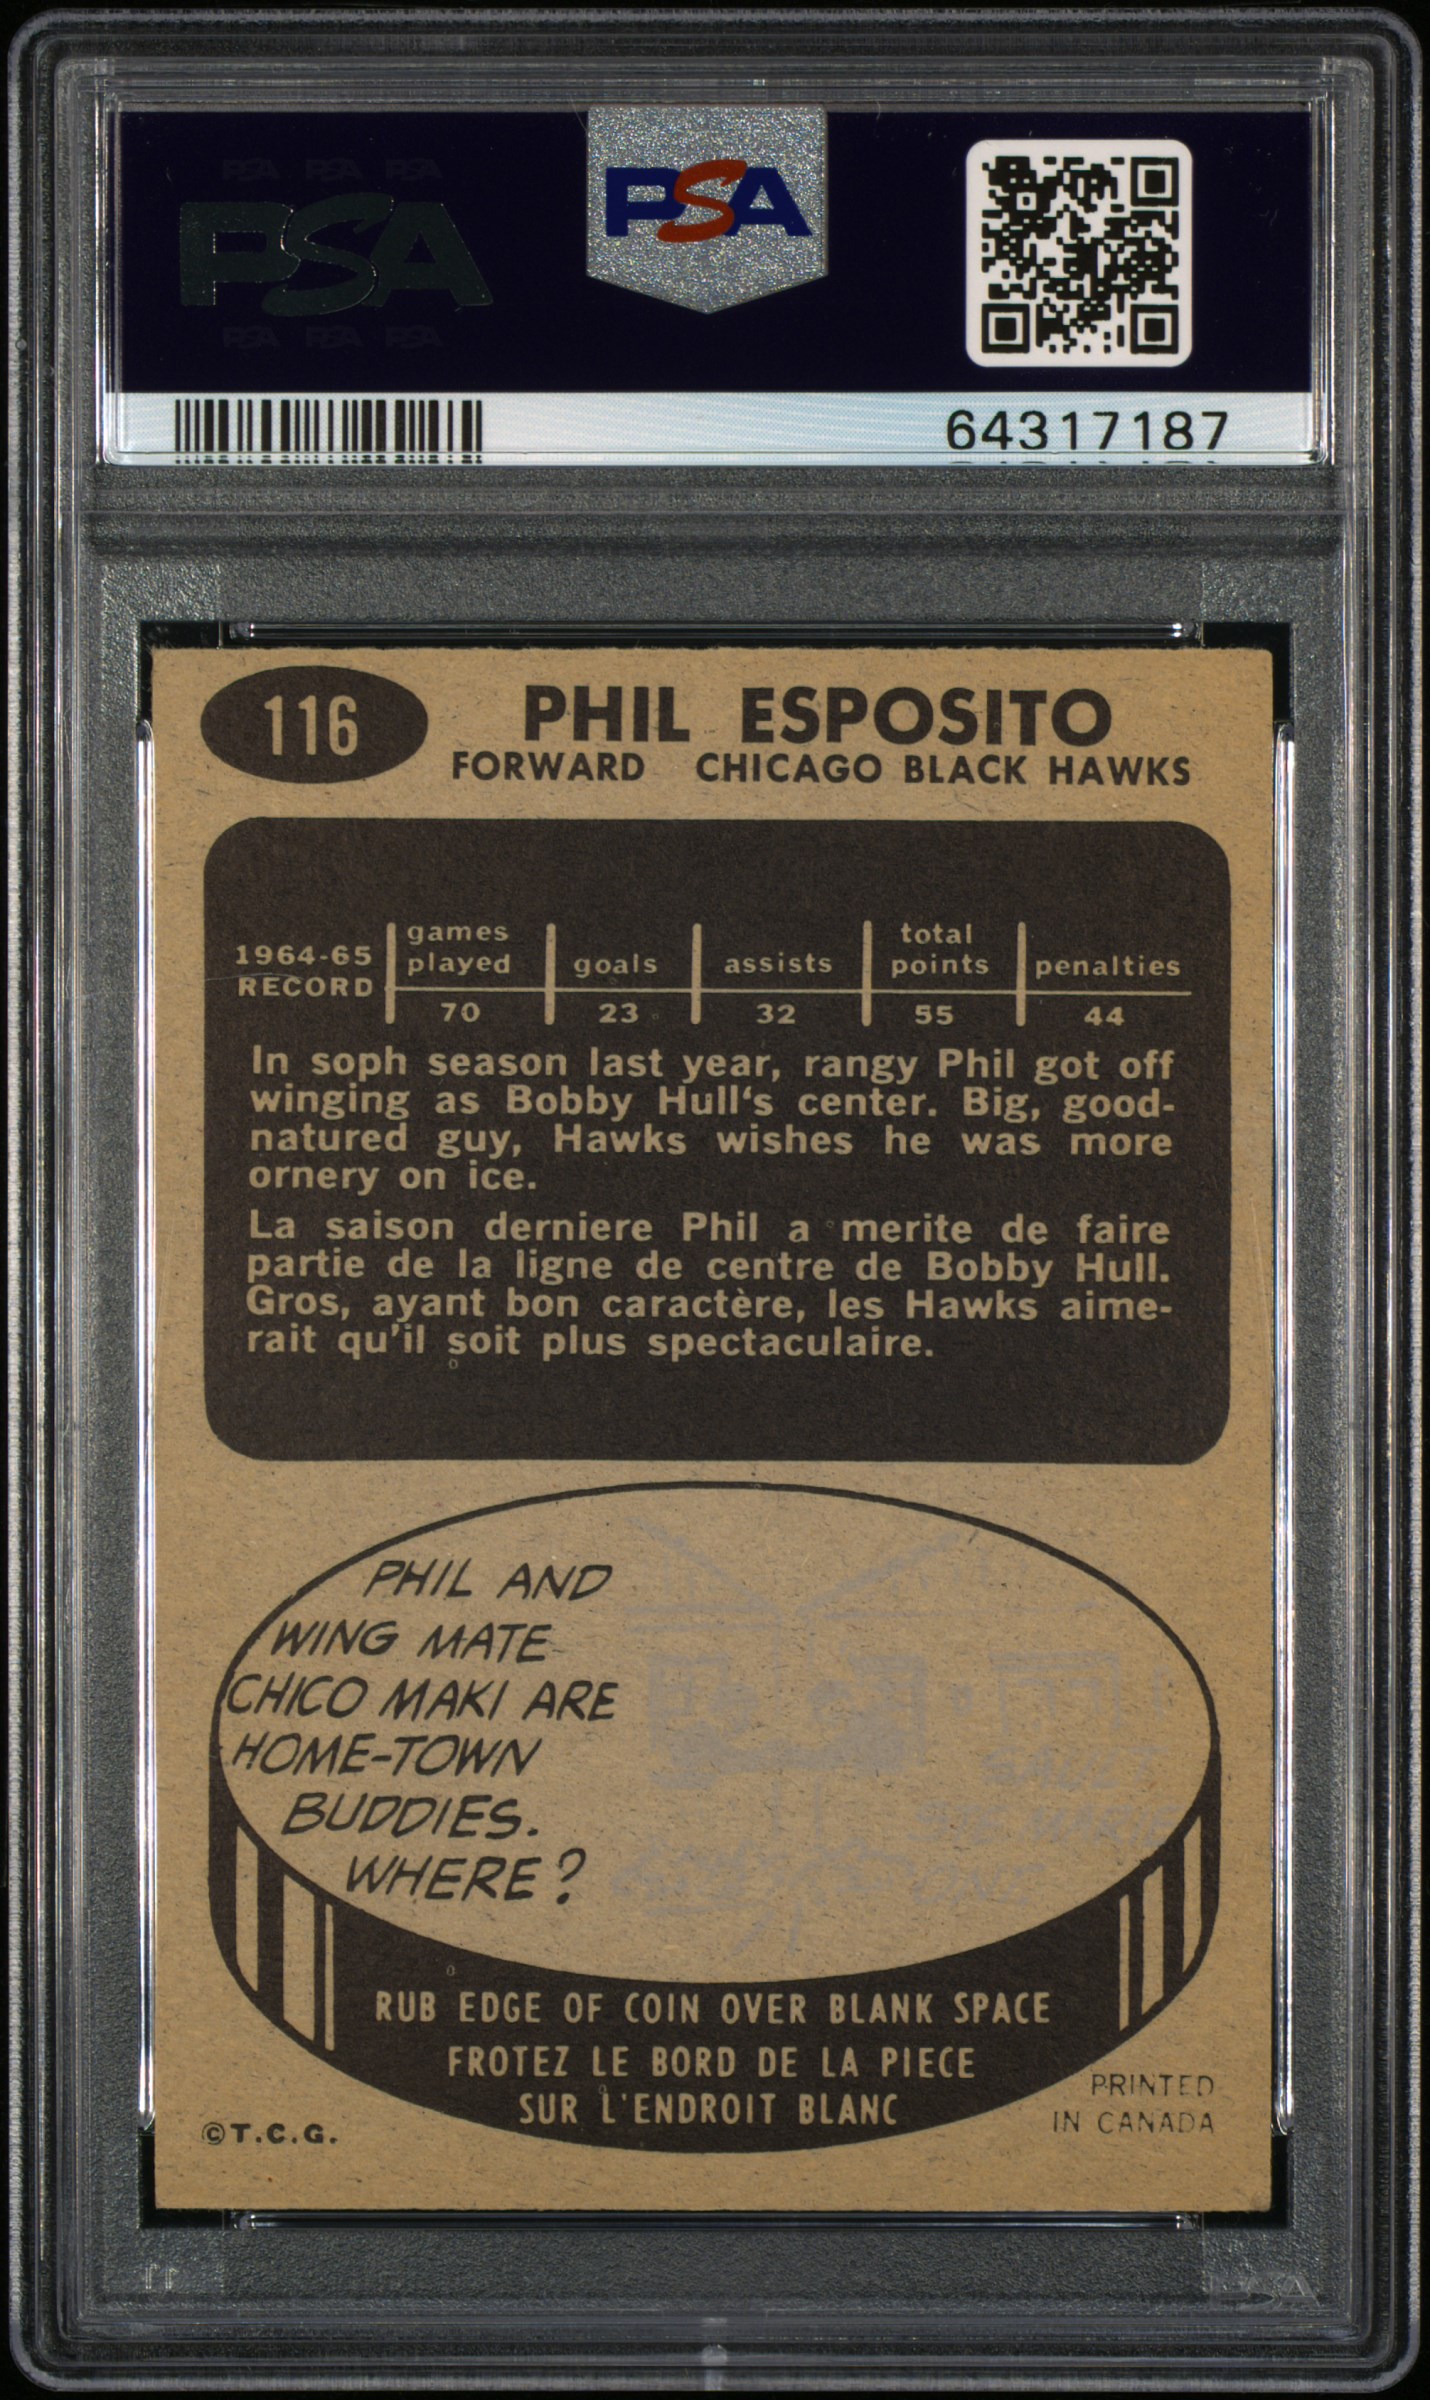 PSA PSA PSA
PSA
PSA PSA PSA
PSA
64317187
116
PHIL ESPOSITO
FORWARD CHICAGO BLACK HAWKS
1964-65 RECORD
games played
goals
assists
total points
penalties
70 23 32 55 44
In soph season last year, rangy Phil got off
winging as Bobby Hull's center. Big, good-
natured guy, Hawks wishes he was more
ornery on ice.
La saison derniere Phil a merite de faire
partie de la ligne de centre de Bobby Hull.
Gros, ayant bon caractère, les Hawks aime-
rait qu'il soit plus spectaculaire.
PHIL AND
WING MATE
CHICO MAKI ARE
HOME-TOWN
BUDDIES.
WHERE?
SAULT
STE MARIE
ONT
RUB EDGE OF COIN OVER BLANK SPACE
FROTEZ LE BORD DE LA PIECE
SUR L'ENDROIT BLANC
©T.C.G.
PRINTED
IN CANADA
PSA